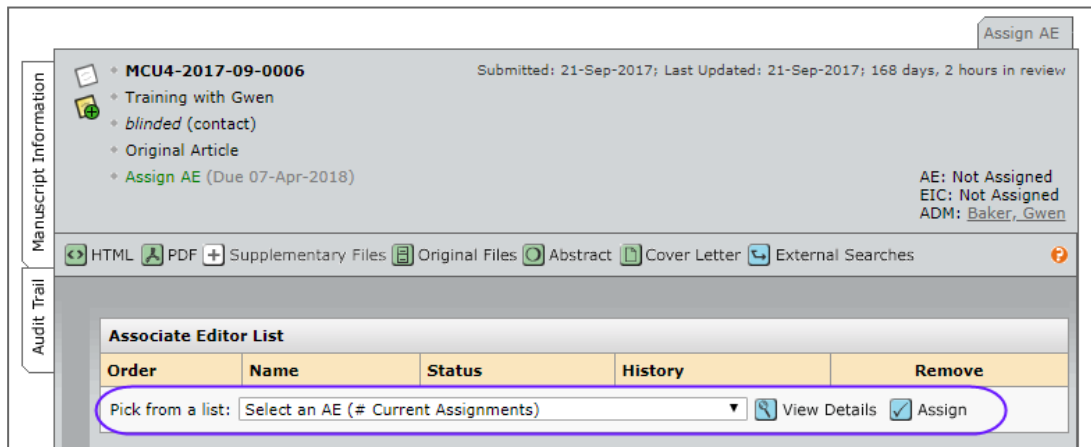 Assign AE
Manuscript Information
Audit Trail
MCU4-2017-09-0006
Submitted: 21-Sep-2017; Last Updated: 21-Sep-2017; 168 days, 2 hours in review
Training with Gwen
blinded (contact)
Original Article
Assign AE (Due 07-Apr-2018)
AE: Not Assigned
EIC: Not Assigned
ADM: Baker, Gwen
HTML PDF Supplementary Files Original Files Abstract Cover Letter External Searches ?
Associate Editor List
Order Name Status History Remove
Pick from a list: Select an AE (# Current Assignments) View Details Assign